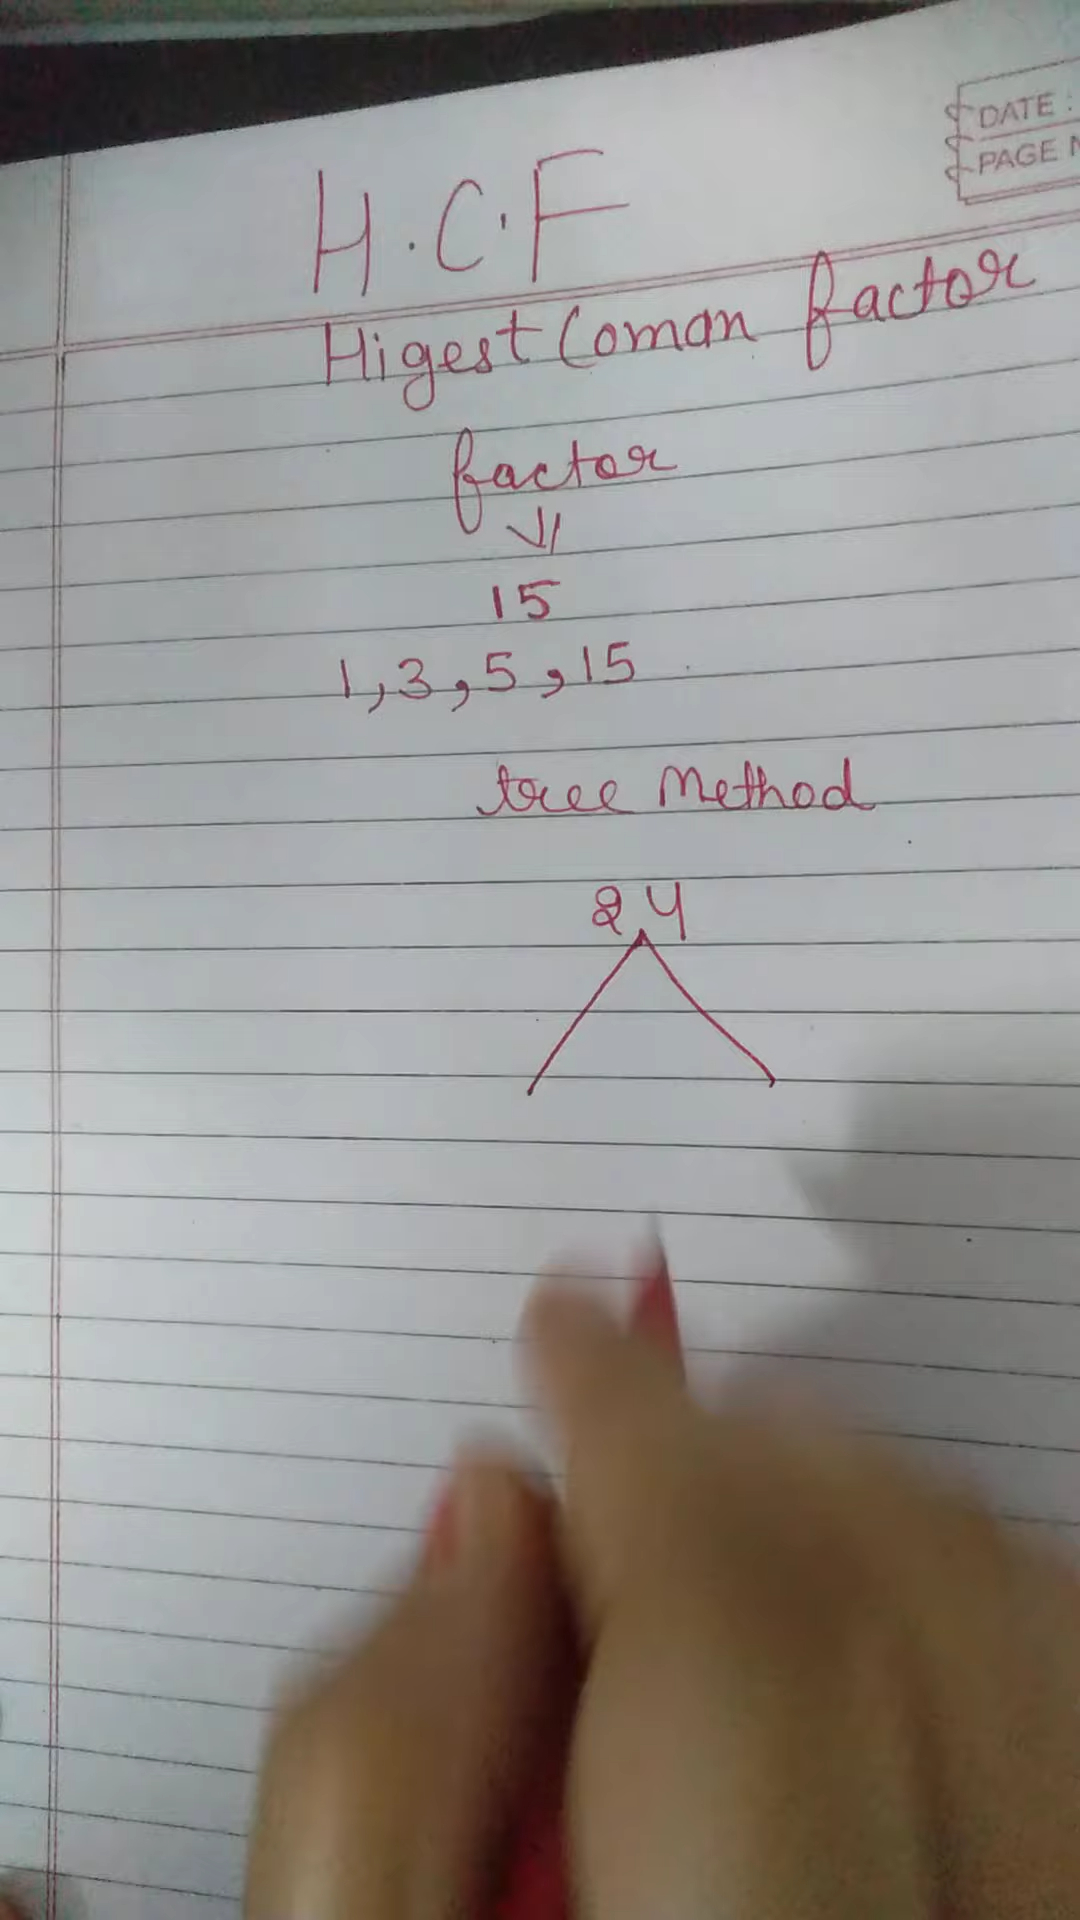 DATE :
PAGE N
H.C.F
Higest Coman factor
factor
15
1,3,5,15
tree Method
24